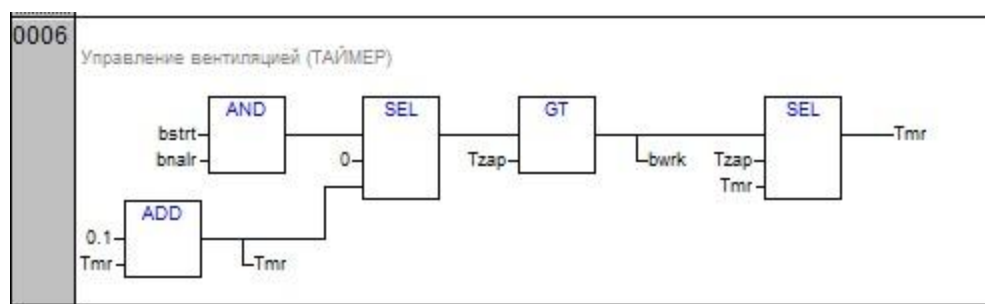 0006
Управление вентиляцией (ТАЙМЕР)
AND SEL GT SEL
bstrt Tmr
bnalr 0 Tzap bwrk Tzap
Tmr
ADD
0.1
Tmr Tmr